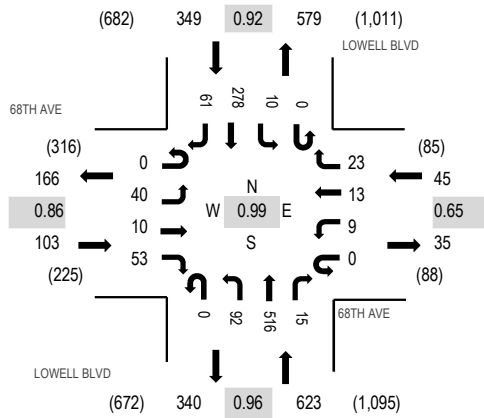 (682) 349 0.92 579 (1,011)
LOWELL BLVD
61 278 10 0
68TH AVE
(316) 0 23 (85)
166 40 N 13 45
0.86 10 W 0.99 E 9 0.65
103 53 S 0 35
(225) (88)
0 92 516 15
68TH AVE
LOWELL BLVD
(672) 340 0.96 623 (1,095)